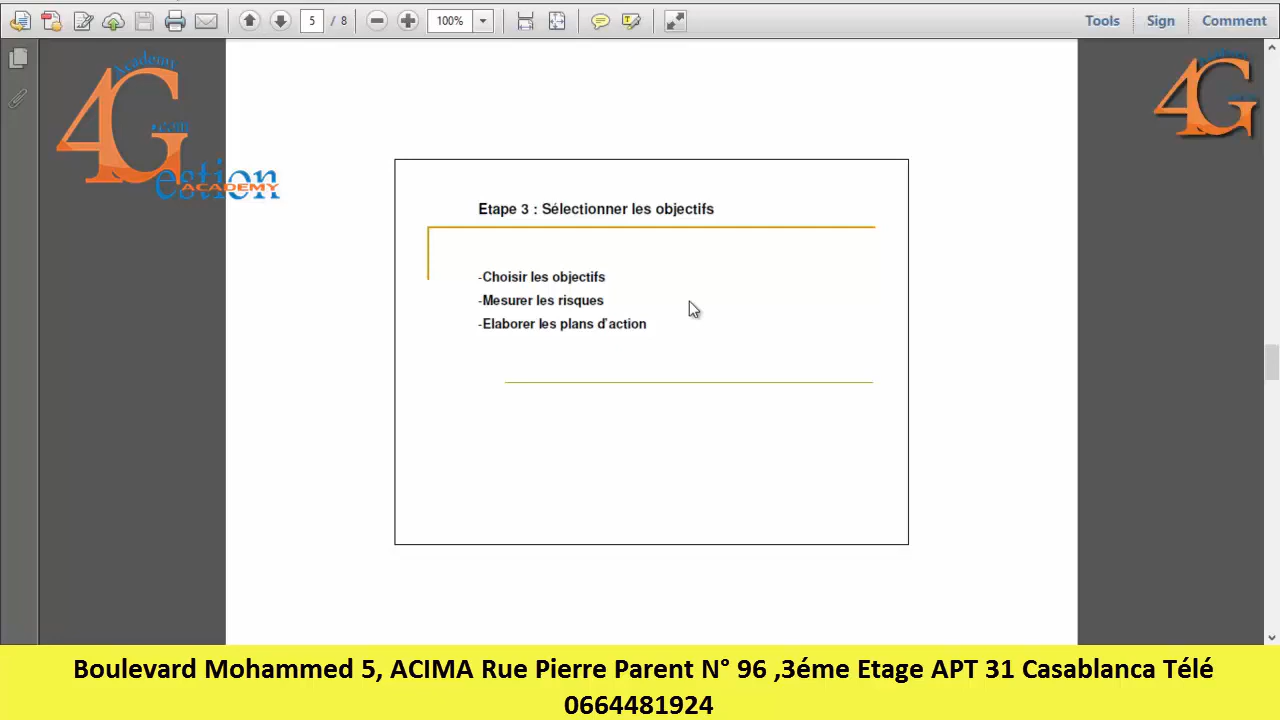 5 / 8
100%
Tools
Sign
Comment
Academy
4G
estion
ACADEMY
4G
Etape 3 : Sélectionner les objectifs
-Choisir les objectifs
-Mesurer les risques
-Elaborer les plans d'action
Boulevard Mohammed 5, ACIMA Rue Pierre Parent N° 96 ,3éme Etage APT 31 Casablanca Télé
0664481924